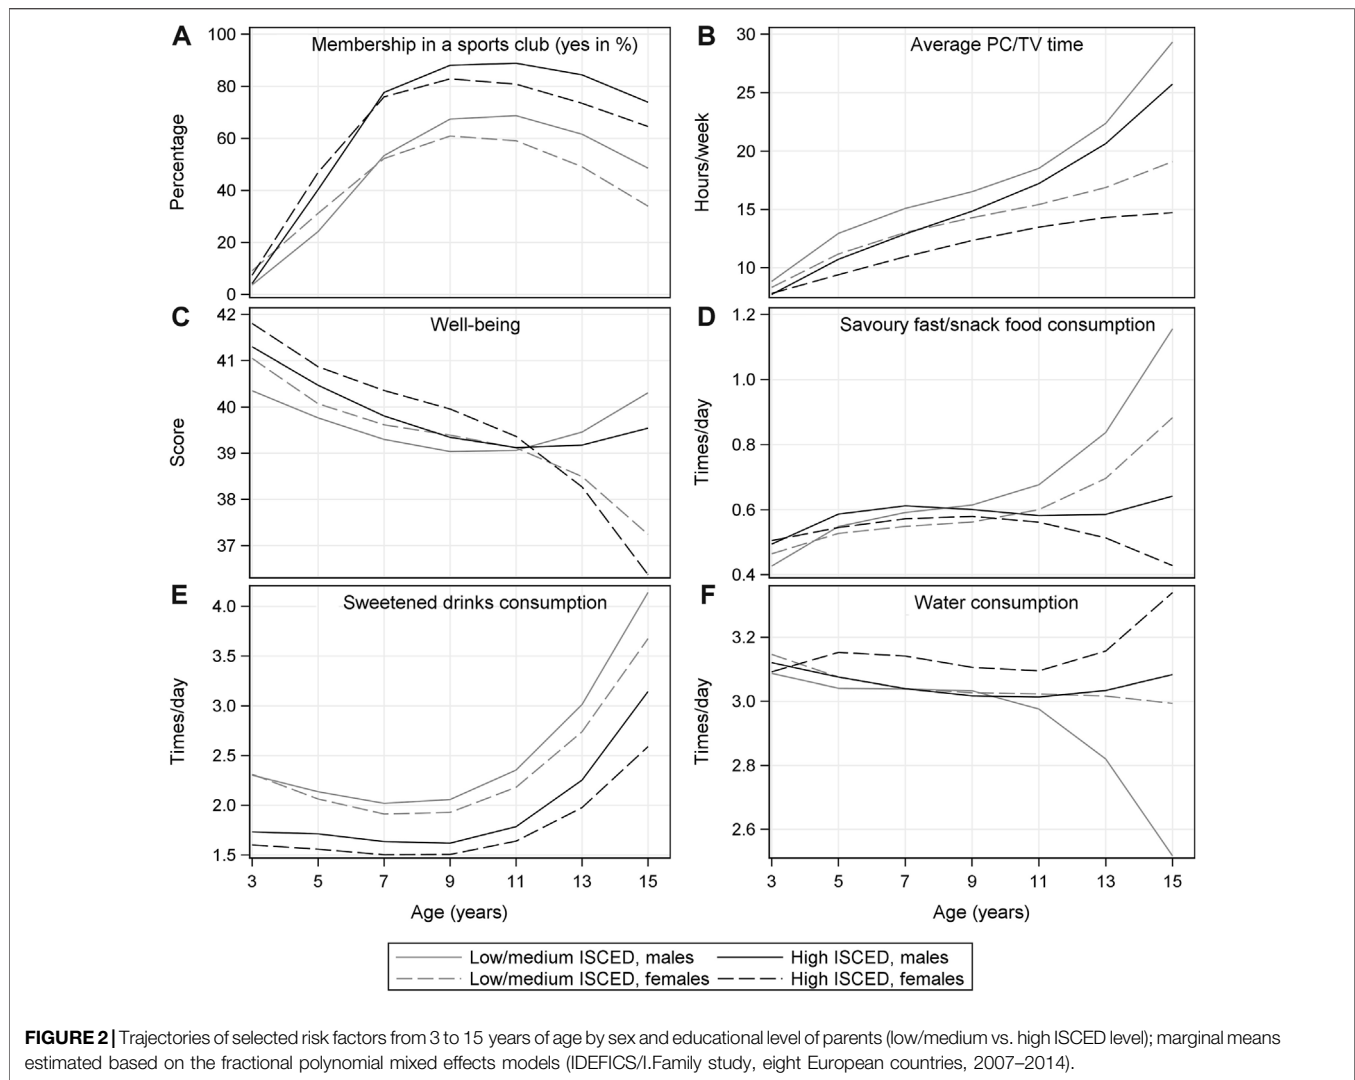 A
Membership in a sports club (yes in %)
100
80
60
40
20
0
Percentage
B
Average PC/TV time
30
25
20
15
10
Hours/week
C
Well-being
42
41
40
39
38
37
Score
D
Savoury fast/snack food consumption
1.2
1.0
0.8
0.6
0.4
Times/day
E
Sweetened drinks consumption
4.0
3.5
3.0
2.5
2.0
1.5
Times/day
3 5 7 9 11 13 15
Age (years)
F
Water consumption
3.2
3.0
2.8
2.6
Times/day
3 5 7 9 11 13 15
Age (years)
Low/medium ISCED, males High ISCED, males
Low/medium ISCED, females High ISCED, females
FIGURE 2 | Trajectories of selected risk factors from 3 to 15 years of age by sex and educational level of parents (low/medium vs. high ISCED level); marginal means
estimated based on the fractional polynomial mixed effects models (IDEFICS/I.Family study, eight European countries, 2007–2014).